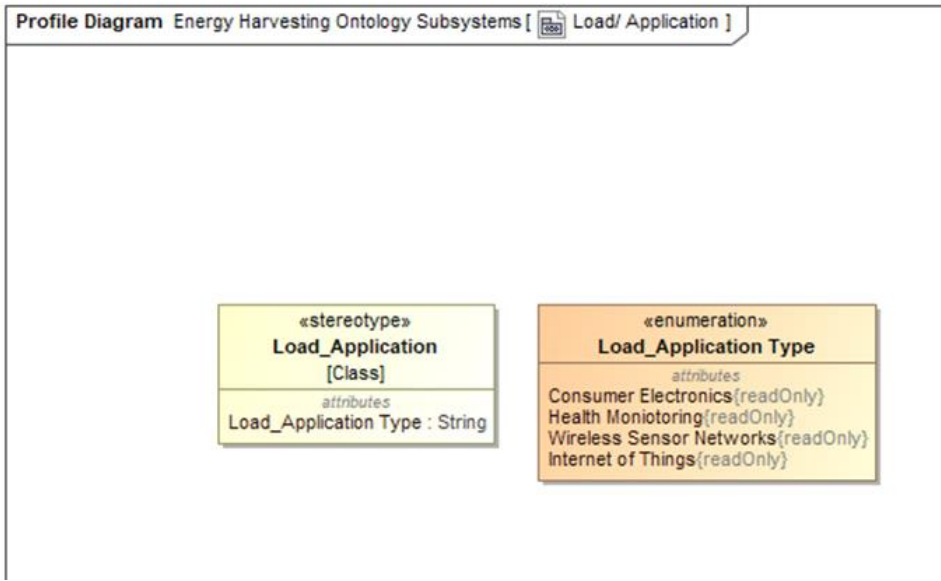 Profile Diagram Energy Harvesting Ontology Subsystems [ Load/ Application ]
«stereotype»
Load_Application
[Class]
attributes
Load_Application Type : String
«enumeration»
Load_Application Type
attributes
Consumer Electronics{readOnly}
Health Moniotoring{readOnly}
Wireless Sensor Networks{readOnly}
Internet of Things{readOnly}